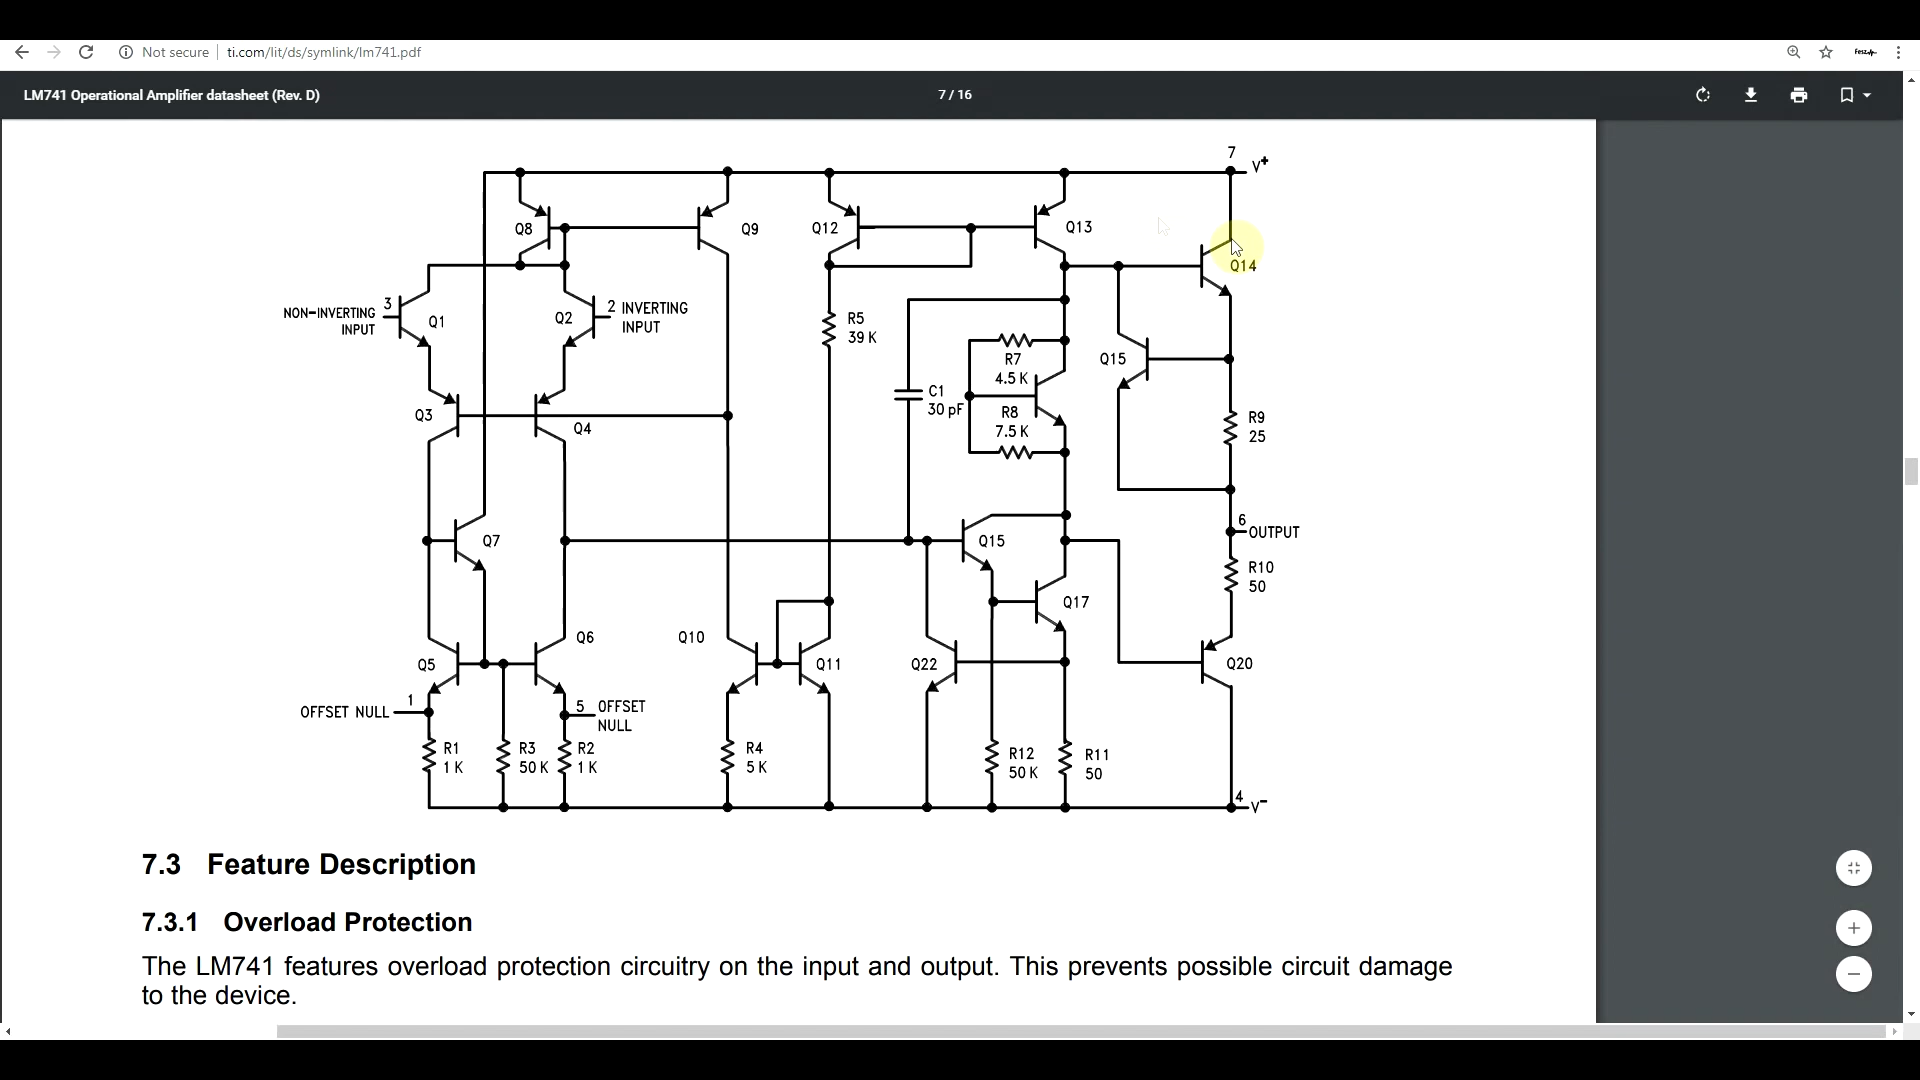 Not secure
ti.com/lit/ds/symlink/lm741.pdf
LM741 Operational Amplifier datasheet (Rev. D)
7 / 16
7
V+
Q8
Q9
Q12
Q13
Q14
NON-INVERTING
INPUT
3
Q1
Q2
2 INVERTING
INPUT
R5
39 K
R7
4.5 K
Q15
C1
30 pF
R8
7.5 K
R9
25
Q3
Q4
6
OUTPUT
Q7
Q15
R10
50
Q17
Q5
Q6
Q10
Q11
Q22
Q20
OFFSET NULL
1
5 OFFSET
NULL
R1
1 K
R3
50 K
R2
1 K
R4
5 K
R12
50 K
R11
50
4
V−
7.3 Feature Description
7.3.1 Overload Protection
The LM741 features overload protection circuitry on the input and output. This prevents possible circuit damage
to the device.